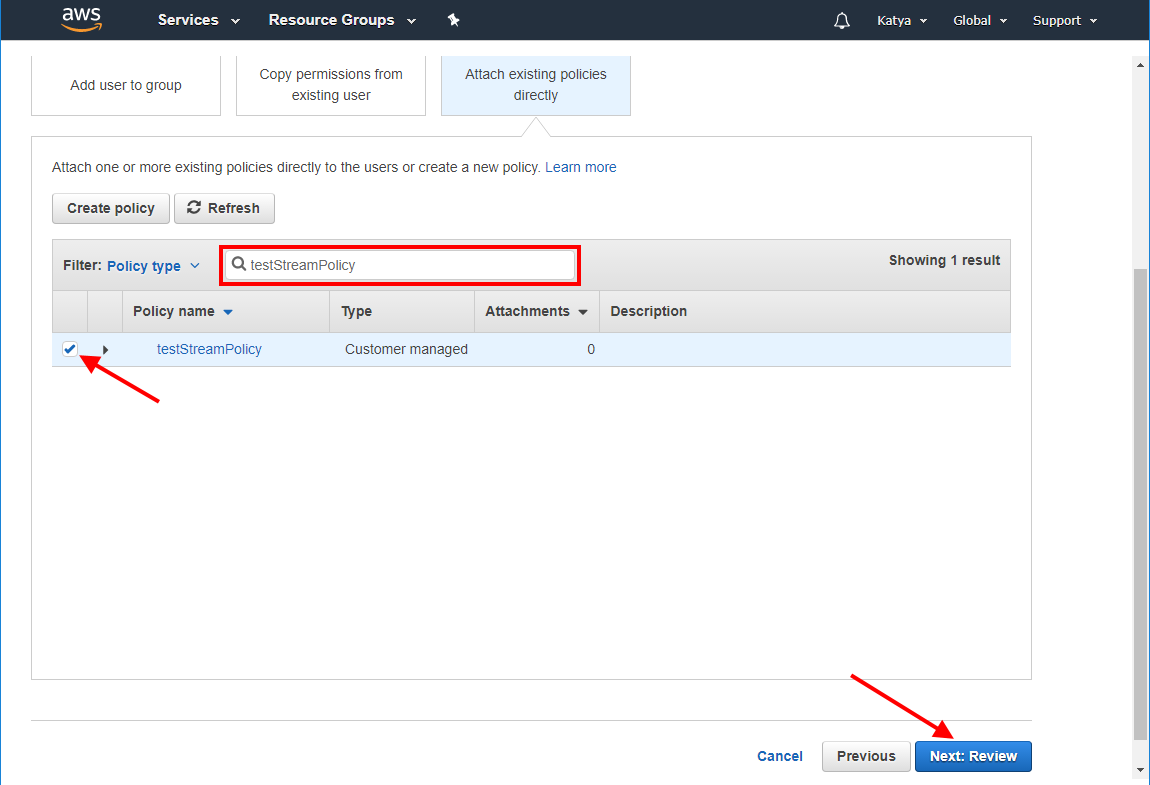 aws Services Resource Groups Katya Global Support
Add user to group
Copy permissions from
existing user
Attach existing policies
directly
Attach one or more existing policies directly to the users or create a new policy. Learn more
Create policy Refresh
Filter: Policy type testStreamPolicy Showing 1 result
Policy name Type Attachments Description
testStreamPolicy Customer managed 0
Cancel Previous Next: Review